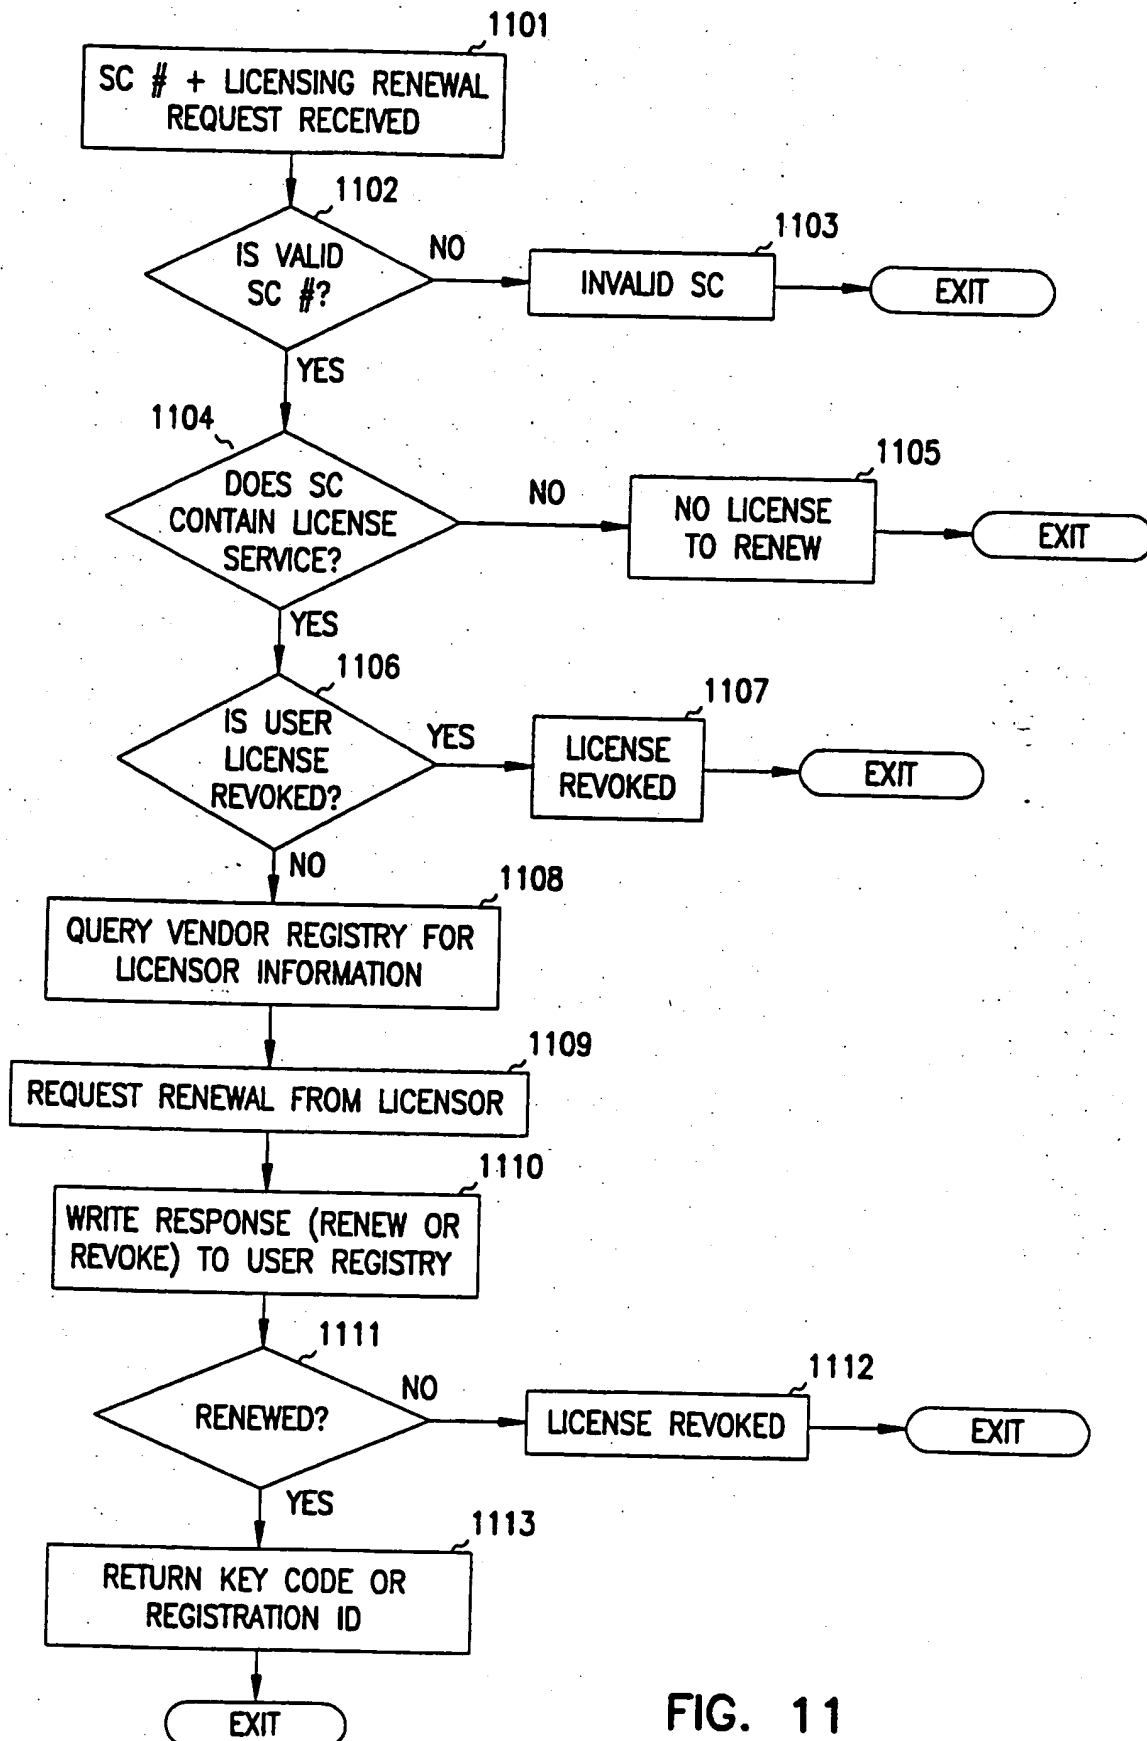 1101
SC # + LICENSING RENEWAL
REQUEST RECEIVED
1102
IS VALID
SC #?
NO
1103
INVALID SC
EXIT
YES
1104
DOES SC
CONTAIN LICENSE
SERVICE?
NO
1105
NO LICENSE
TO RENEW
EXIT
YES
1106
IS USER
LICENSE
REVOKED?
YES
1107
LICENSE
REVOKED
EXIT
NO
1108
QUERY VENDOR REGISTRY FOR
LICENSOR INFORMATION
1109
REQUEST RENEWAL FROM LICENSOR
1110
WRITE RESPONSE (RENEW OR
REVOKE) TO USER REGISTRY
1111
RENEWED?
NO
1112
LICENSE REVOKED
EXIT
YES
1113
RETURN KEY CODE OR
REGISTRATION ID
EXIT
FIG. 11